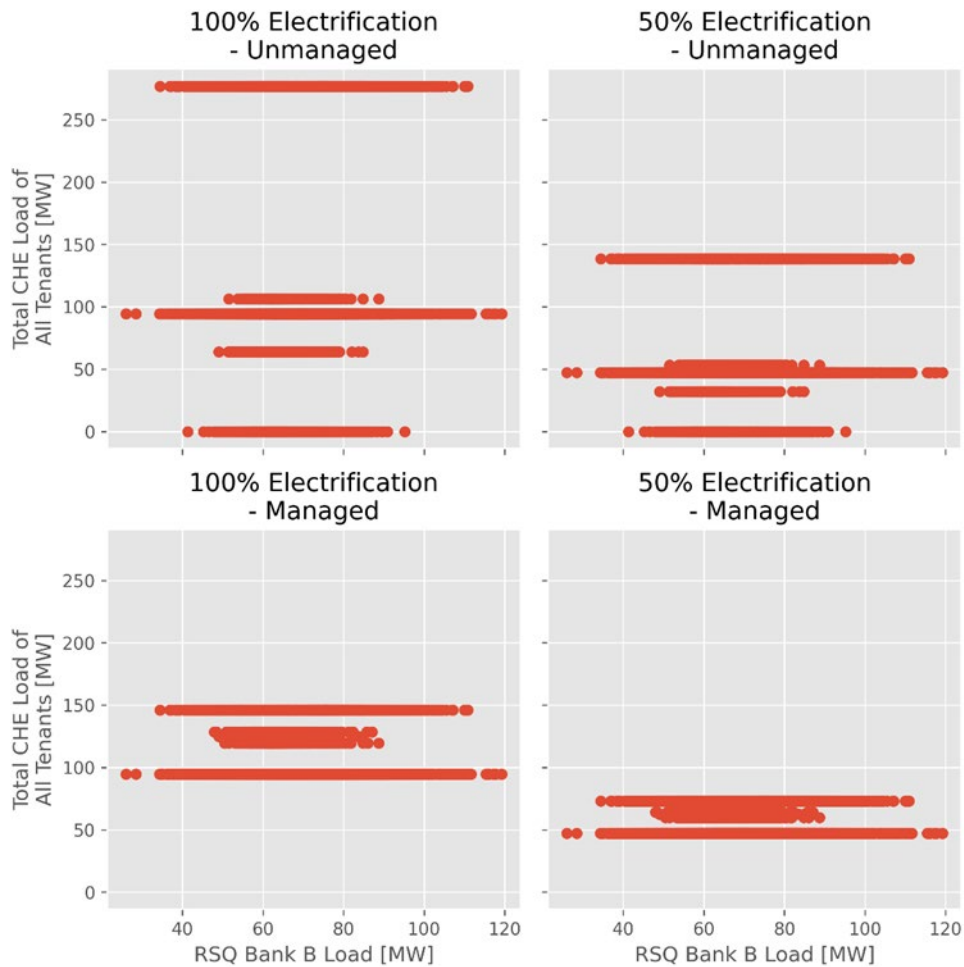 100% Electrification
- Unmanaged
50% Electrification
- Unmanaged
Total CHE Load of
All Tenants [MW]
250
200
150
100
50
0
100% Electrification
- Managed
50% Electrification
- Managed
Total CHE Load of
All Tenants [MW]
250
200
150
100
50
0
40 60 80 100 120
RSQ Bank B Load [MW]
40 60 80 100 120
RSQ Bank B Load [MW]